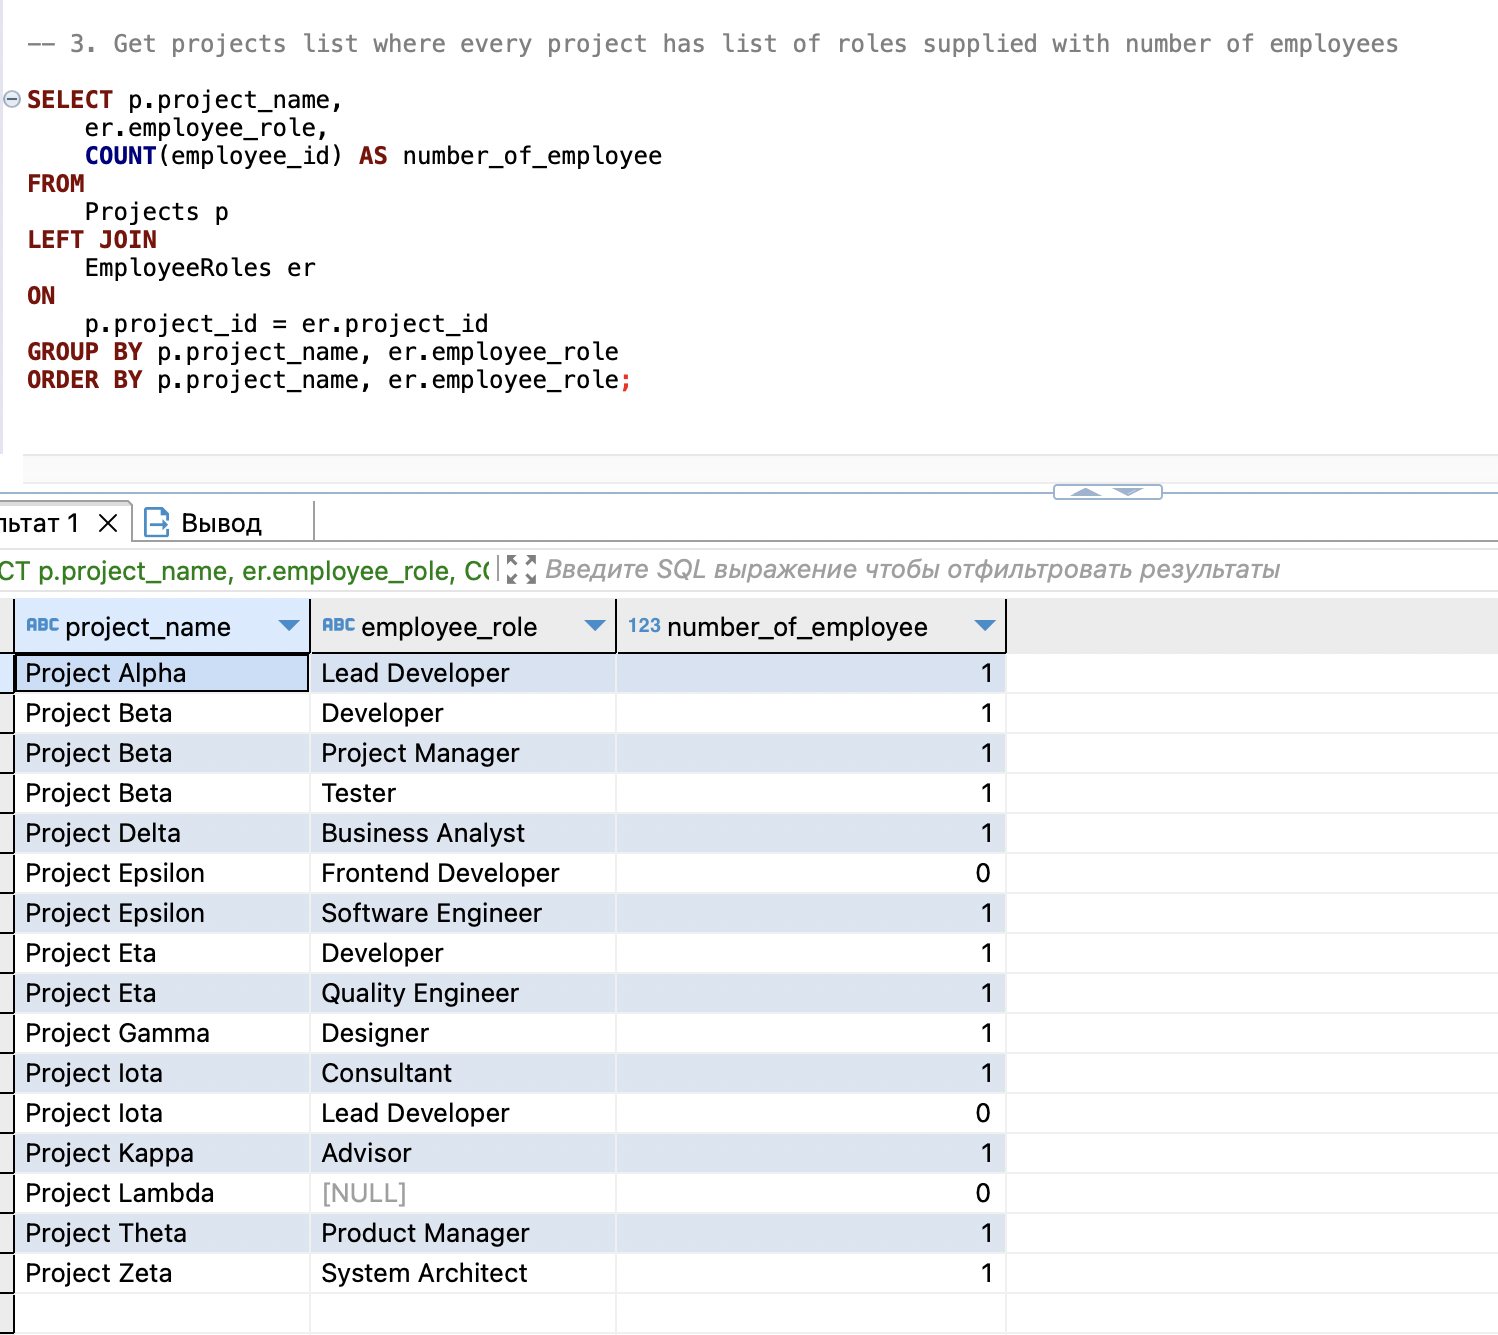 -- 3. Get projects list where every project has list of roles supplied with number of employees
SELECT p.project_name,
er.employee_role,
COUNT(employee_id) AS number_of_employee
FROM
Projects p
LEFT JOIN
EmployeeRoles er
ON
p.project_id = er.project_id
GROUP BY p.project_name, er.employee_role
ORDER BY p.project_name, er.employee_role;
льтат 1 Вывод
CT p.project_name, er.employee_role, CO Введите SQL выражение чтобы отфильтровать результаты
ABC project_name ABC employee_role 123 number_of_employee
Project Alpha Lead Developer 1
Project Beta Developer 1
Project Beta Project Manager 1
Project Beta Tester 1
Project Delta Business Analyst 1
Project Epsilon Frontend Developer 0
Project Epsilon Software Engineer 1
Project Eta Developer 1
Project Eta Quality Engineer 1
Project Gamma Designer 1
Project Iota Consultant 1
Project Iota Lead Developer 0
Project Kappa Advisor 1
Project Lambda [NULL] 0
Project Theta Product Manager 1
Project Zeta System Architect 1